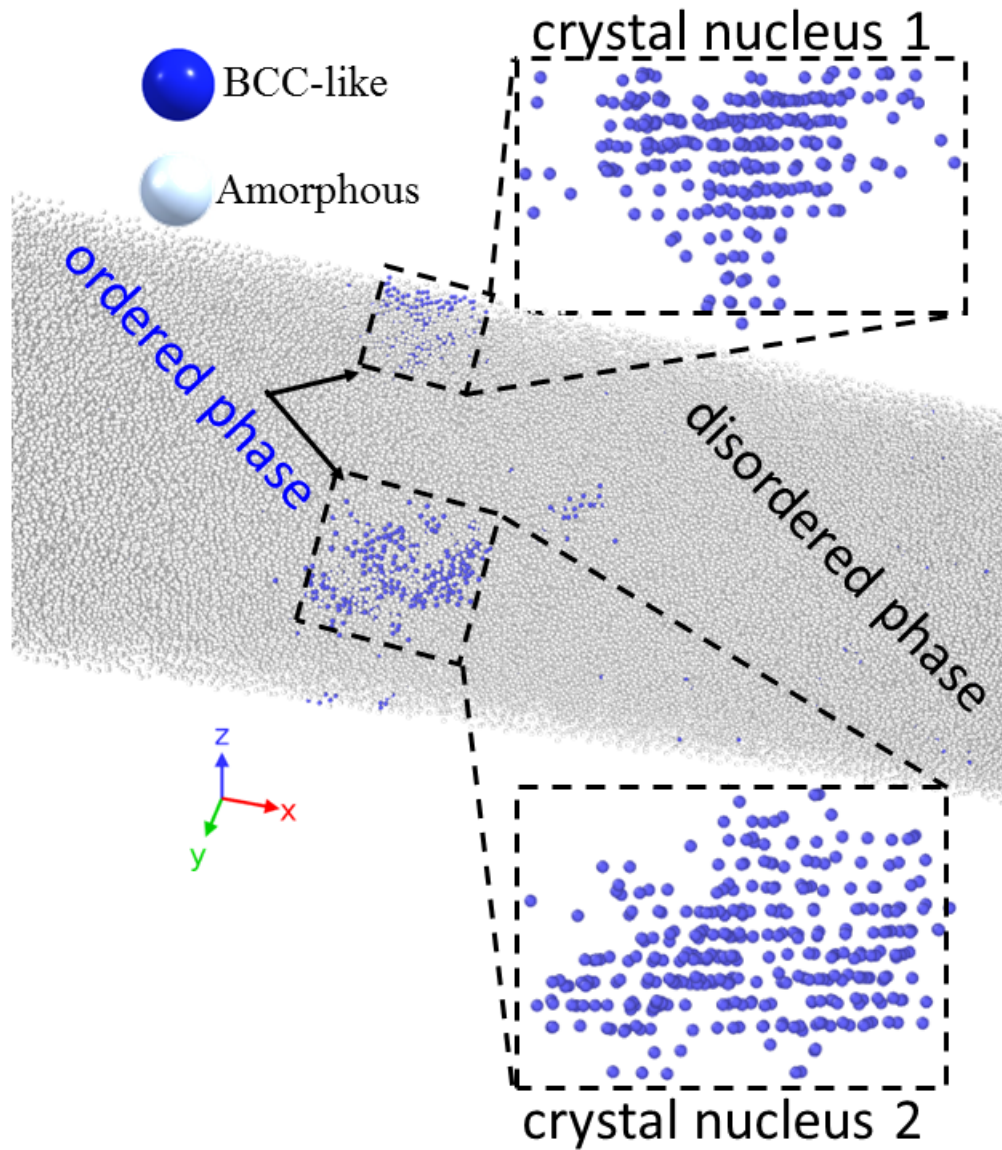 crystal nucleus 1
BCC-like
Amorphous
ordered phase
disordered phase
z
x
y
crystal nucleus 2